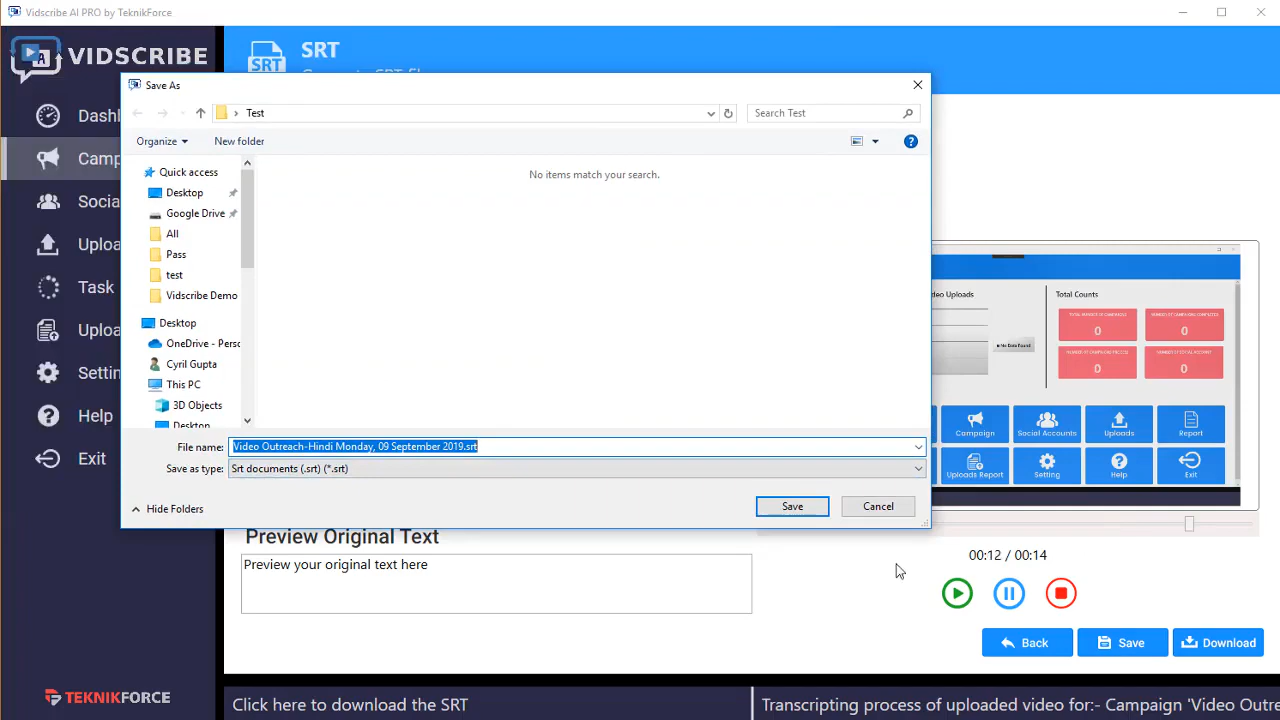 Vidscribe AI PRO by TeknikForce
VIDSCRIBE
SRT
SRT
Save As
Test
Search Test
Organize
New folder
No items match your search.
Quick access
Desktop
Google Drive
All
Pass
test
Vidscribe Demo
Desktop
OneDrive - Perso
Cyril Gupta
This PC
3D Objects
Desktop
File name:
Video Outreach-Hindi Monday, 09 September 2019.srt
Save as type:
Srt documents (.srt) (*.srt)
Hide Folders
Save
Cancel
Dashb
Camp
Socia
Uploa
Task
Uploa
Settin
Help
Exit
deo Uploads
Total Counts
No Data Found
0
0
0
0
Campaign
Social Accounts
Uploads
Report
Uploads Report
Setting
Help
Exit
Preview Original Text
Preview your original text here
00:12 / 00:14
Back
Save
Download
TEKNIKFORCE
Click here to download the SRT
Transcripting process of uploaded video for:- Campaign 'Video Outre